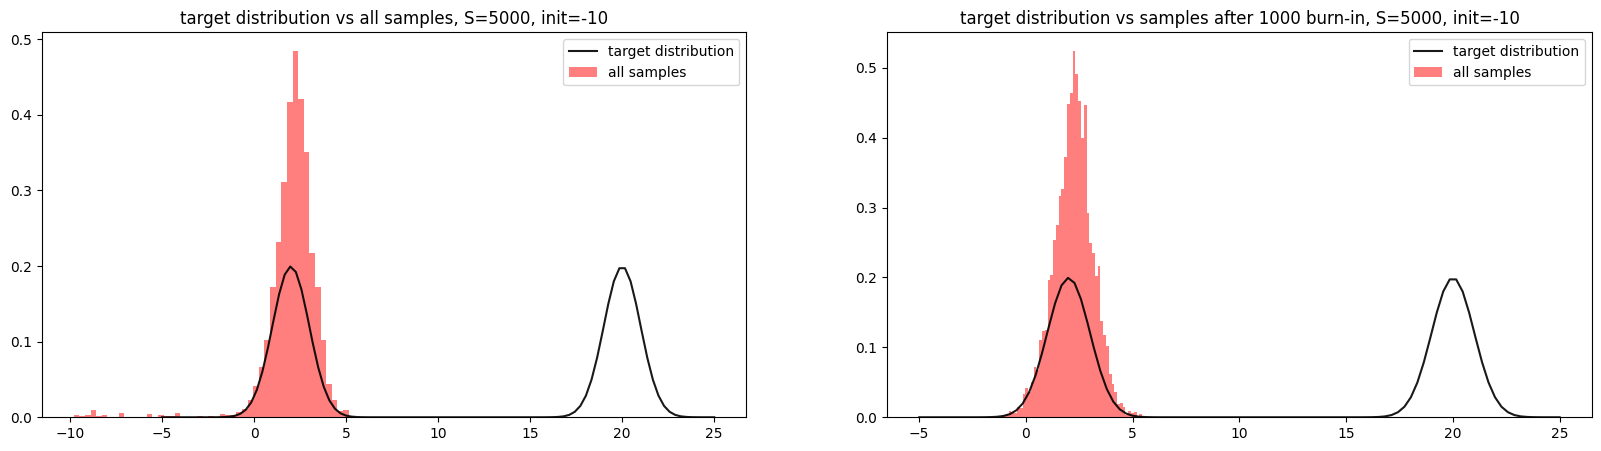 target distribution vs all samples, S=5000, init=-10
target distribution
all samples
0.5
0.4
0.3
0.2
0.1
0.0
−10 −5 0 5 10 15 20 25
target distribution vs samples after 1000 burn-in, S=5000, init=-10
target distribution
all samples
0.5
0.4
0.3
0.2
0.1
0.0
−5 0 5 10 15 20 25